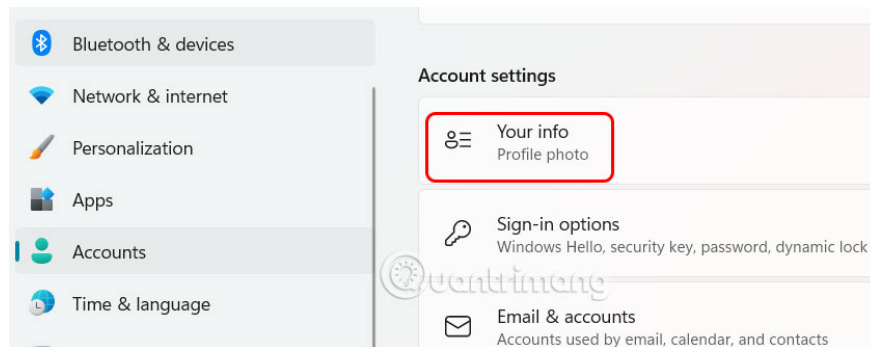 Bluetooth & devices
Network & internet
Personalization
Apps
Accounts
Time & language
Account settings
Your info
Profile photo
Sign-in options
Windows Hello, security key, password, dynamic lock
Quantrimang
Email & accounts
Accounts used by email, calendar, and contacts